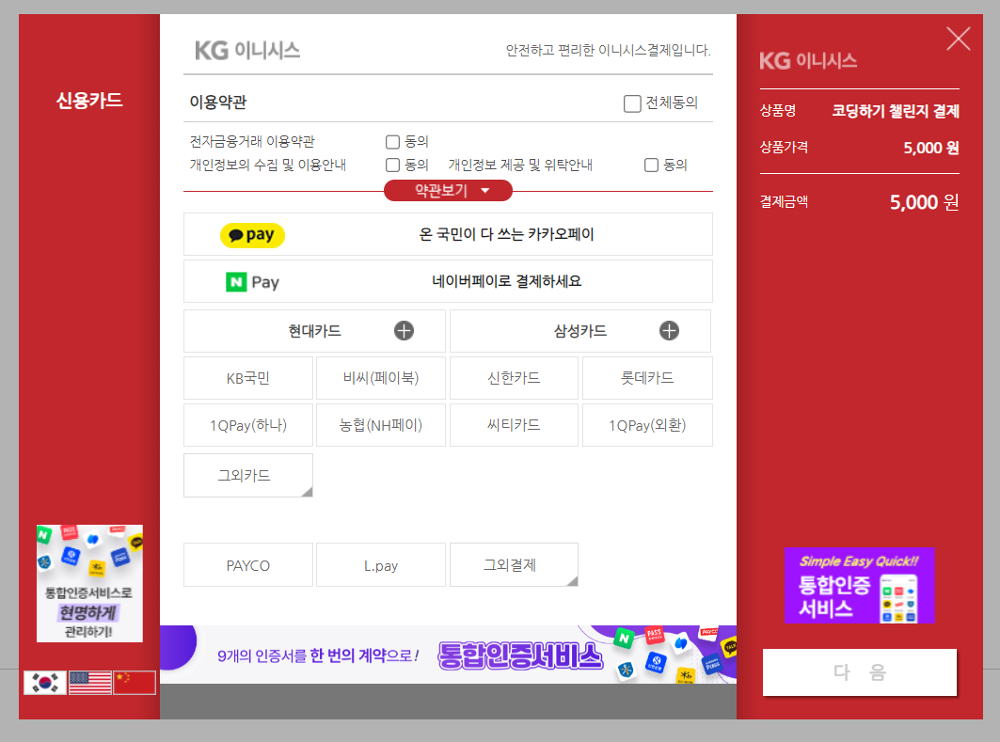 신용카드
통합인증서비스로
현명하게
관리하기!
KG 이니시스
안전하고 편리한 이니시스결제입니다.
이용약관
전체동의
전자금융거래 이용약관
동의
개인정보의 수집 및 이용안내
동의
개인정보 제공 및 위탁안내
동의
약관보기
pay
온 국민이 다 쓰는 카카오페이
N Pay
네이버페이로 결제하세요
현대카드
삼성카드
KB국민
비씨(페이북)
신한카드
롯데카드
1QPay(하나)
농협(NH페이)
씨티카드
1QPay(외환)
그외카드
PAYCO
L.pay
그외결제
9개의 인증서를 한 번의 계약으로!
통합인증서비스
KG 이니시스
상품명
코딩하기 챌린지 결제
상품가격
5,000 원
결제금액
5,000 원
Simple Easy Quick!!
통합인증
서비스
다 음